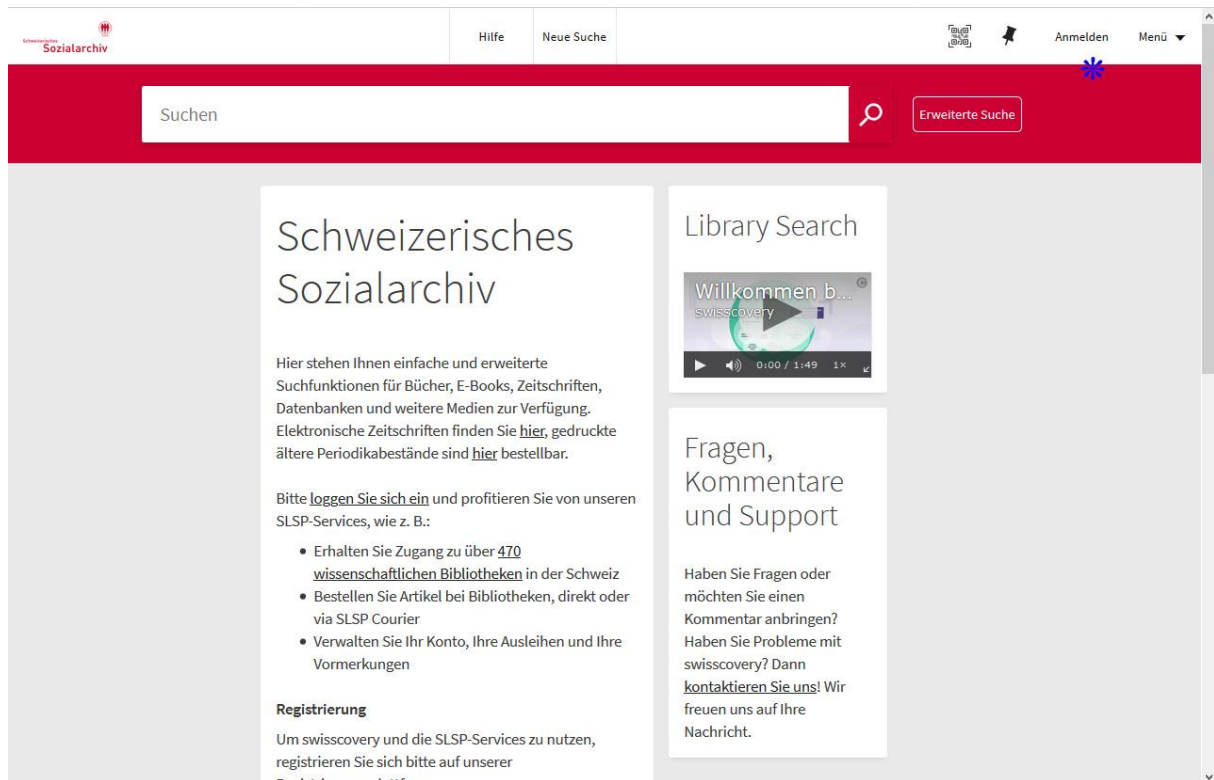 Schweizerisches
Sozialarchiv
Hilfe
Neue Suche
Anmelden
Menü
Suchen
Erweiterte Suche
Schweizerisches
Sozialarchiv
Hier stehen Ihnen einfache und erweiterte
Suchfunktionen für Bücher, E-Books, Zeitschriften,
Datenbanken und weitere Medien zur Verfügung.
Elektronische Zeitschriften finden Sie hier, gedruckte
ältere Periodikabestände sind hier bestellbar.
Bitte loggen Sie sich ein und profitieren Sie von unseren
SLSP-Services, wie z. B.:
• Erhalten Sie Zugang zu über 470
wissenschaftlichen Bibliotheken in der Schweiz
• Bestellen Sie Artikel bei Bibliotheken, direkt oder
via SLSP Courier
• Verwalten Sie Ihr Konto, Ihre Ausleihen und Ihre
Vormerkungen
Registrierung
Um swisscovery und die SLSP-Services zu nutzen,
registrieren Sie sich bitte auf unserer
Library Search
Willkommen b...
swisscovery
0:00 / 1:49 1×
Fragen,
Kommentare
und Support
Haben Sie Fragen oder
möchten Sie einen
Kommentar anbringen?
Haben Sie Probleme mit
swisscovery? Dann
kontaktieren Sie uns! Wir
freuen uns auf Ihre
Nachricht.